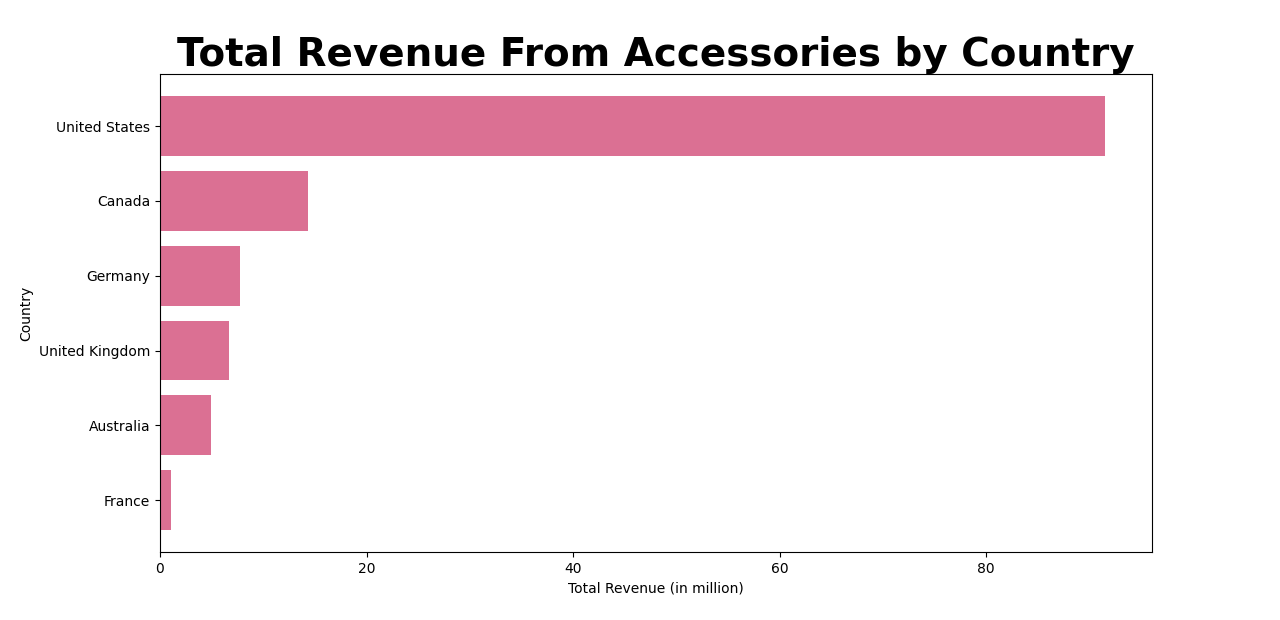 Total Revenue From Accessories by Country
United States
Canada
Germany
United Kingdom
Australia
France
Country
0 20 40 60 80
Total Revenue (in million)